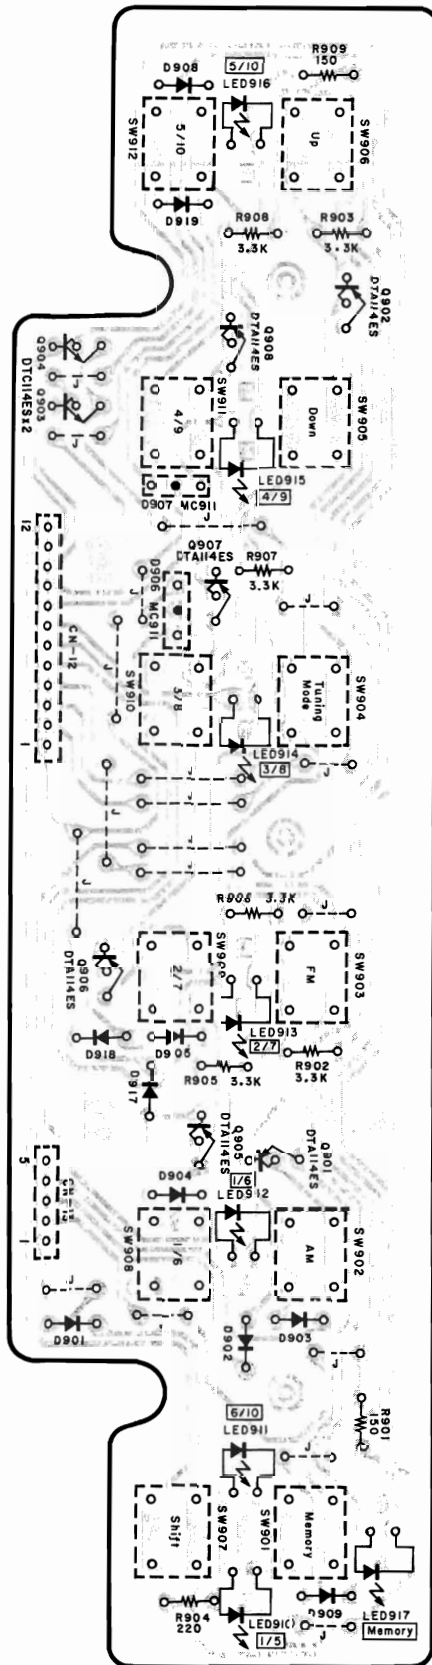 R909
150
D908
5/10
LED916
SW912
5/10
Up
SW906
D919
R908
3.3K
R903
3.3K
Q902
DTA114ES
Q908
DTA114ES
Q904
Q903
DTC114ESx2
SW911
4/9
Down
SW905
LED915
4/9
D907 MC911
J
12
CN-12
1
Q907
DTA114ES
R907
3.3K
D906 MC911
J
J
J
SW910
3/8
Tuning
Mode
SW904
LED914
3/8
J
J
J
J
J
J
J
3.3K
J
Q906
DTA114ES
2/7
FM
SW903
LED913
2/7
D918
D905
R905
3.3K
R902
3.3K
D917
Q905
DTA114ES
Q901
DTA114ES
5
1
D904
1/6
LED912
SW908
1/6
AM
SW902
J
D901
J
D902
D903
J
R901
150
6/10
LED911
J
Shift
SW907
SW901
Memory
R904
220
1/5
J
LED917
Memory